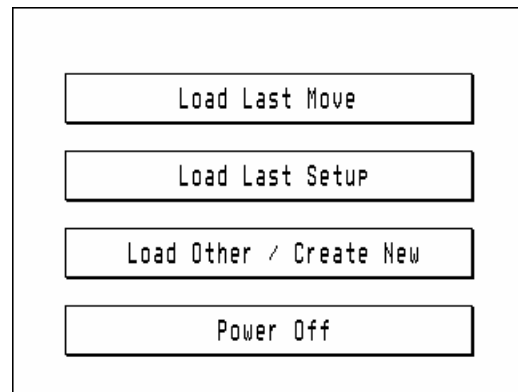 Load Last Move
Load Last Setup
Load Other / Create New
Power Off